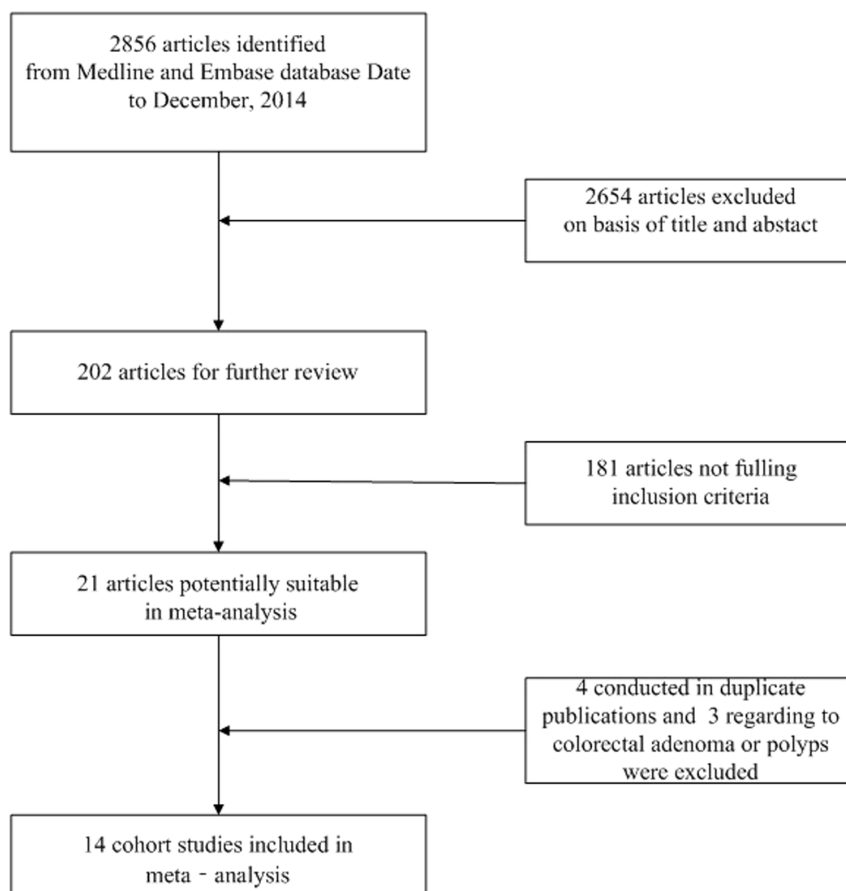 2856 articles identified
from Medline and Embase database Date
to December, 2014
2654 articles excluded
on basis of title and abstact
202 articles for further review
181 articles not fulling
inclusion criteria
21 articles potentially suitable
in meta-analysis
4 conducted in duplicate
publications and 3 regarding to
colorectal adenoma or polyps
were excluded
14 cohort studies included in
meta - analysis